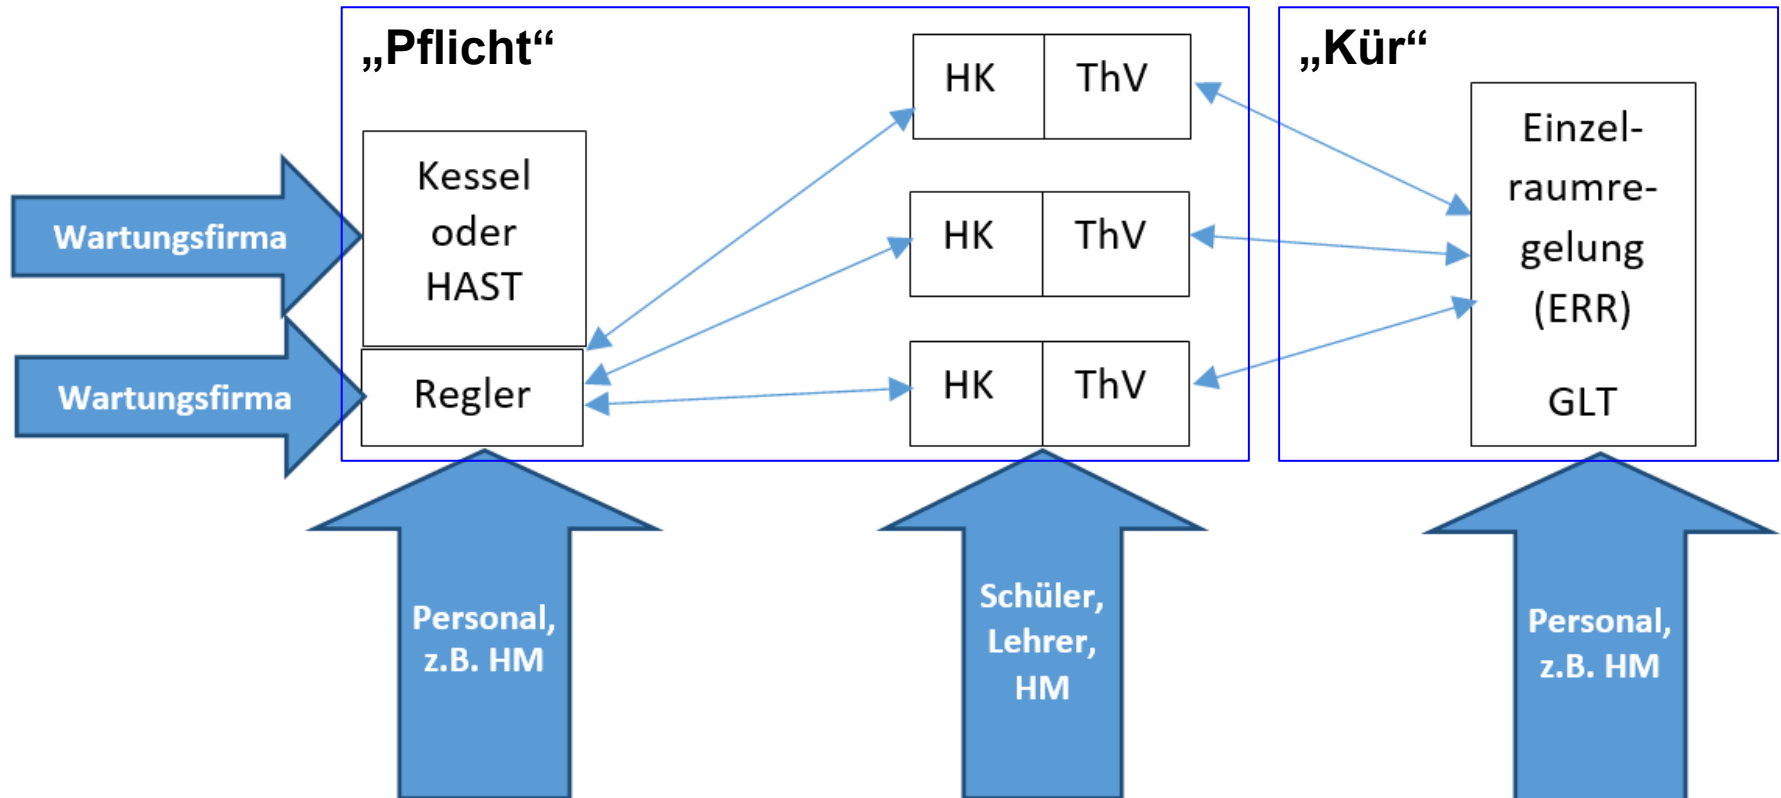 „Pflicht“
„Kür“
HK ThV
Kessel
oder
HAST
Einzel-
raumre-
gelung
(ERR)
GLT
Wartungsfirma
HK ThV
Wartungsfirma
Regler
HK ThV
Personal,
z.B. HM
Schüler,
Lehrer,
HM
Personal,
z.B. HM